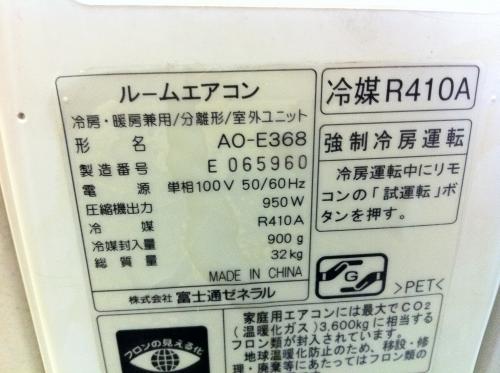 ルームエアコン
冷房・暖房兼用/分離形/室外ユニット
形 名 AO-E368
製造番号 E 065960
電 源 単相100V 50/60Hz
圧縮機出力 950W
冷 媒 R410A
冷媒封入量 900g
総 質 量 32kg
MADE IN CHINA
株式会社 富士通ゼネラル
冷媒R410A
強制冷房運転
冷房運転中にリモ
コンの「試運転」ボ
タンを押す。
G
>PET<
フロンの見える化
家庭用エアコンには最大でCO2
(温暖化ガス)3,600kgに相当する
フロン類が封入されています。
地球温暖化防止のため、移設・修
理・廃棄等にあたってはフロン類の